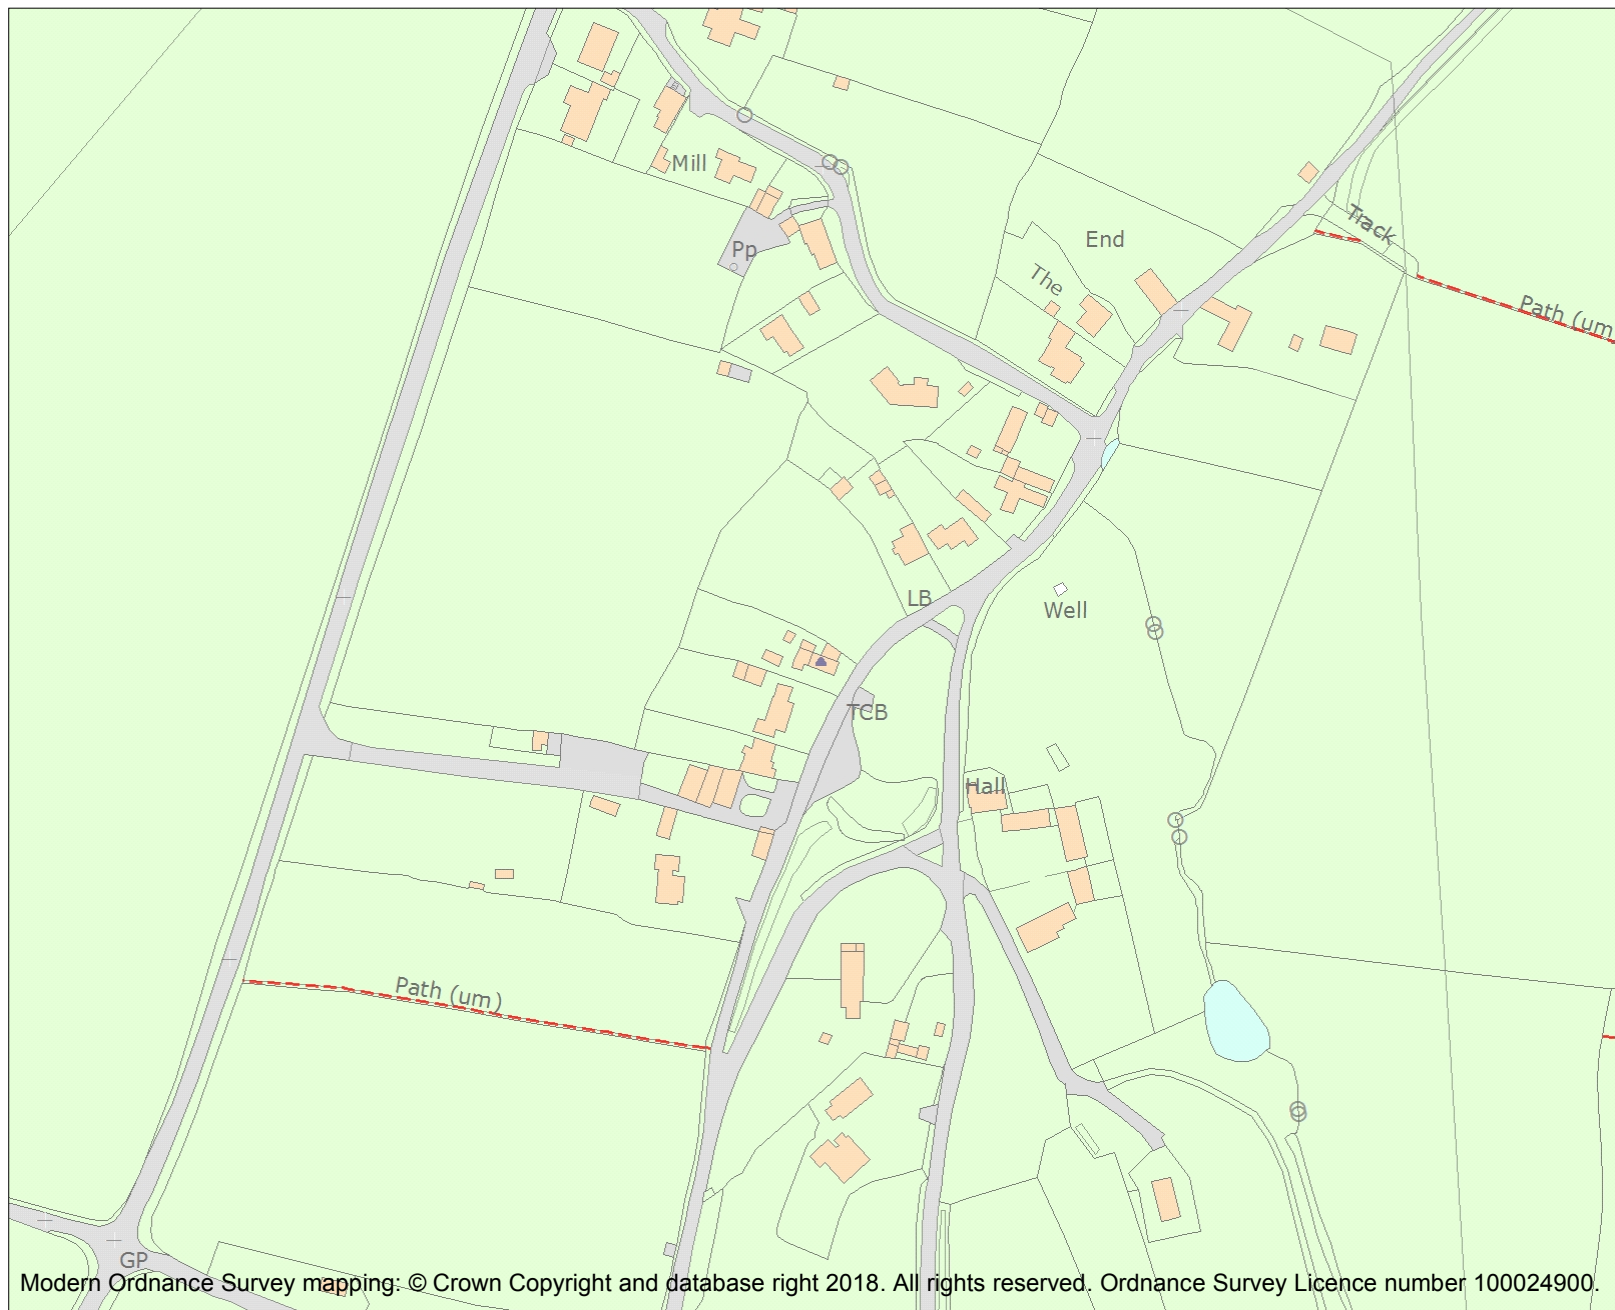 Mill
Track
End
Pp
The
Path (um
LB
Well
TCB
Hall
Path (um)
GP
Modern Ordnance Survey mapping: © Crown Copyright and database right 2018. All rights reserved. Ordnance Survey Licence number 100024900.